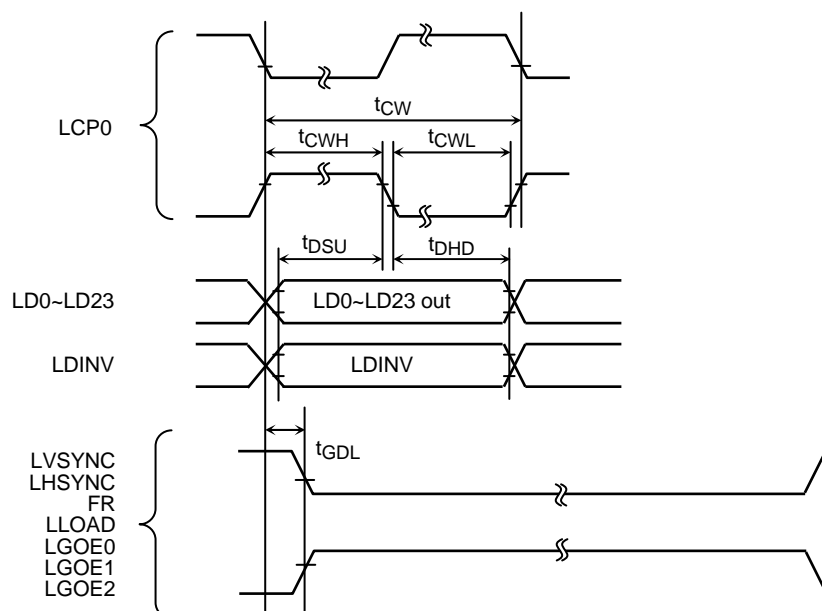 LCP0
tCW
tCWH
tCWL
tDSU
tDHD
LD0~LD23
LD0~LD23 out
LDINV
LDINV
tGDL
LVSYNC
LHSYNC
FR
LLOAD
LGOE0
LGOE1
LGOE2